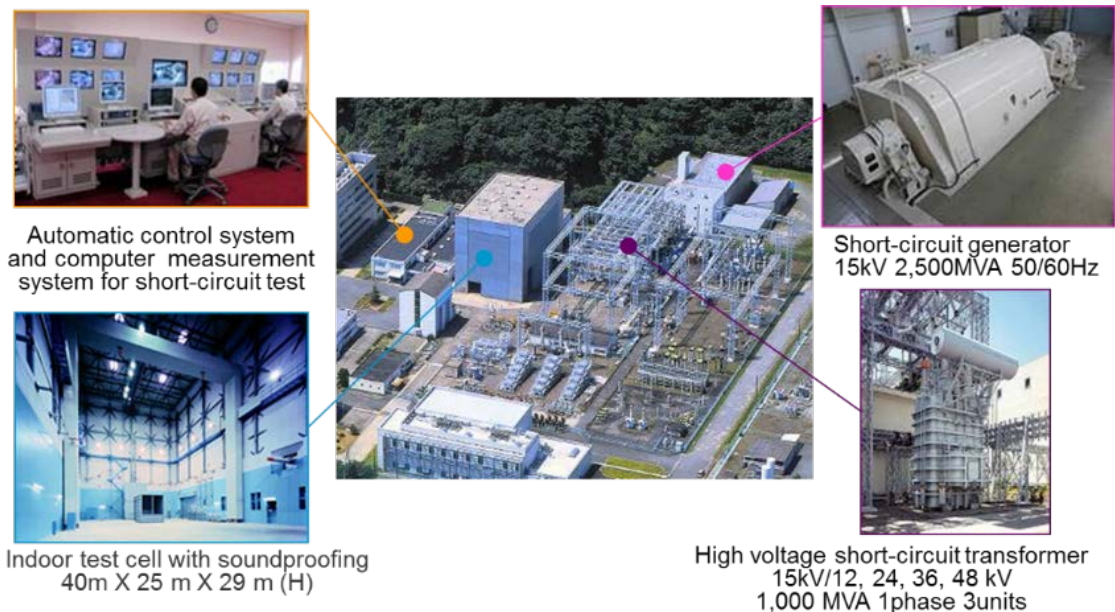 Automatic control system
and computer measurement
system for short-circuit test
Short-circuit generator
15kV 2,500MVA 50/60Hz
Indoor test cell with soundproofing
40m X 25 m X 29 m (H)
High voltage short-circuit transformer
15kV/12, 24, 36, 48 kV
1,000 MVA 1phase 3units